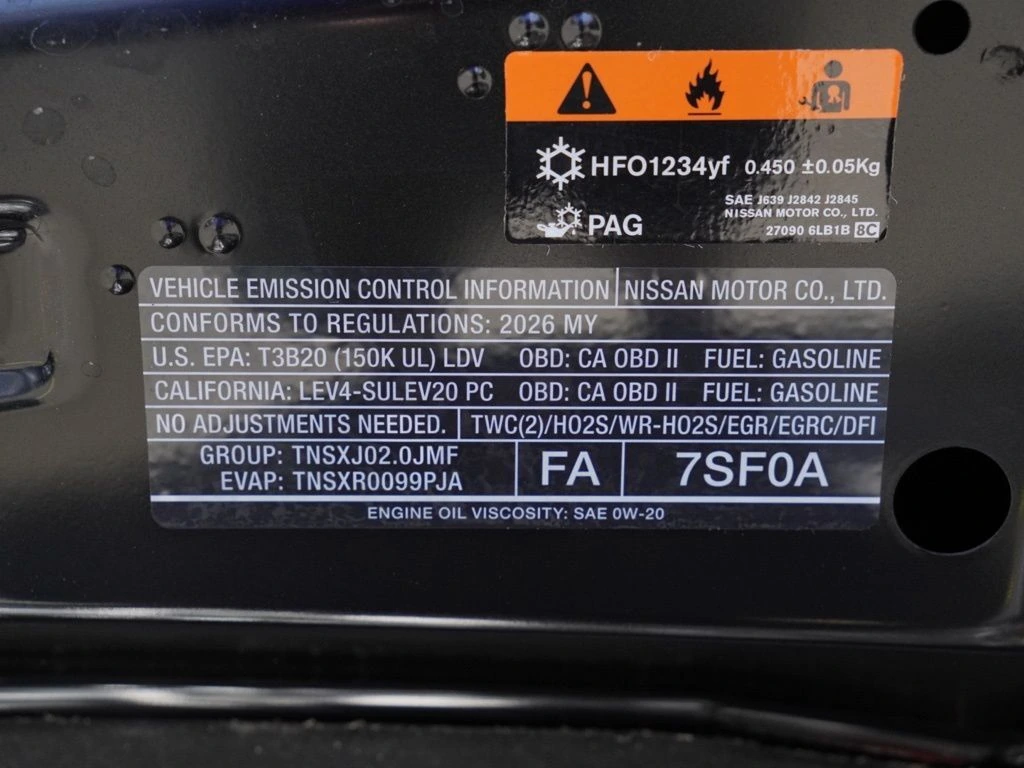 HFO1234yf 0.450 ±0.05Kg
SAE J639 J2842 J2845
NISSAN MOTOR CO., LTD.
PAG
27090 6LB1B 8C
VEHICLE EMISSION CONTROL INFORMATION NISSAN MOTOR CO., LTD.
CONFORMS TO REGULATIONS: 2026 MY
U.S. EPA: T3B20 (150K UL) LDV OBD: CA OBD II FUEL: GASOLINE
CALIFORNIA: LEV4-SULEV20 PC OBD: CA OBD II FUEL: GASOLINE
NO ADJUSTMENTS NEEDED. TWC(2)/HO2S/WR-HO2S/EGR/EGRC/DFI
GROUP: TNSXJ02.0JMF
EVAP: TNSXR0099PJA
FA
7SF0A
ENGINE OIL VISCOSITY: SAE 0W-20